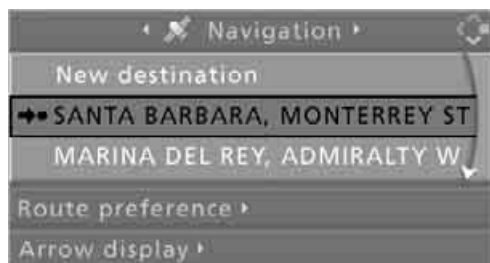 Navigation
New destination
SANTA BARBARA, MONTERREY ST
MARINA DEL REY, ADMIRALTY W
Route preference
Arrow display